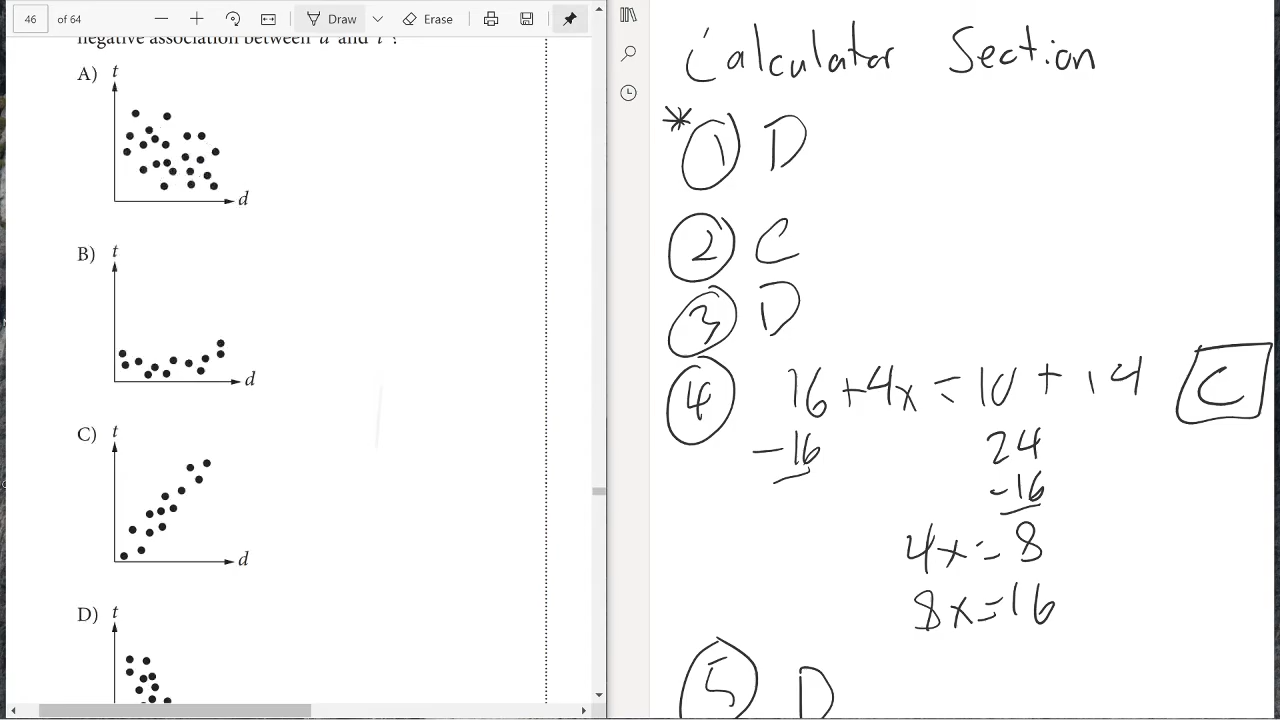 46 of 64
Draw
Erase
negative association between d and t ?
A) t
d
B) t
d
C) t
d
D) t
Calculator Section
* 1 D
2 C
3 D
4 16 + 4x = 10 + 14 C
-16 24
-16
4x = 8
8x = 16
5 D